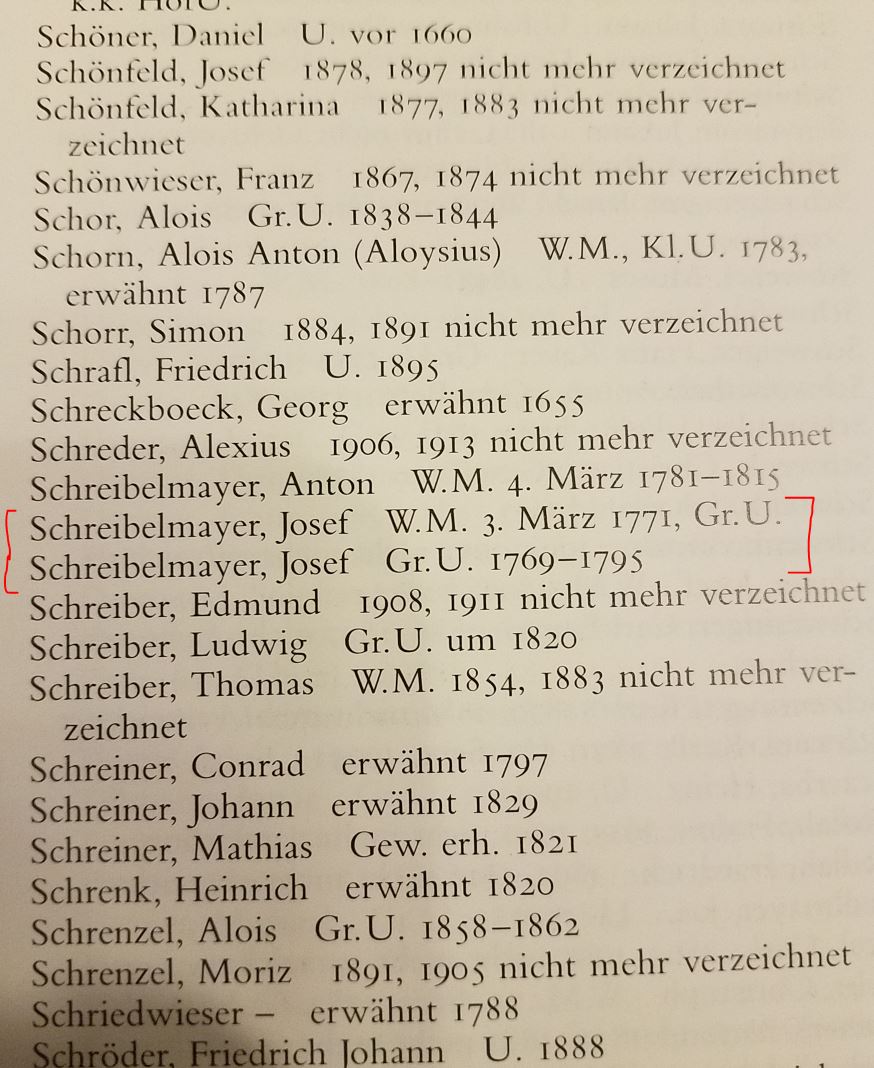 k.k. HofU.
Schöner, Daniel U. vor 1660
Schönfeld, Josef 1878, 1897 nicht mehr verzeichnet
Schönfeld, Katharina 1877, 1883 nicht mehr ver-
zeichnet
Schönwieser, Franz 1867, 1874 nicht mehr verzeichnet
Schor, Alois Gr.U. 1838–1844
Schorn, Alois Anton (Aloysius) W.M., Kl.U. 1783,
erwähnt 1787
Schorr, Simon 1884, 1891 nicht mehr verzeichnet
Schrafl, Friedrich U. 1895
Schreckboeck, Georg erwähnt 1655
Schreder, Alexius 1906, 1913 nicht mehr verzeichnet
Schreibelmayer, Anton W.M. 4. März 1781–1815
Schreibelmayer, Josef W.M. 3. März 1771, Gr.U.
Schreibelmayer, Josef Gr.U. 1769–1795
Schreiber, Edmund 1908, 1911 nicht mehr verzeichnet
Schreiber, Ludwig Gr.U. um 1820
Schreiber, Thomas W.M. 1854, 1883 nicht mehr ver-
zeichnet
Schreiner, Conrad erwähnt 1797
Schreiner, Johann erwähnt 1829
Schreiner, Mathias Gew. erh. 1821
Schrenk, Heinrich erwähnt 1820
Schrenzel, Alois Gr.U. 1858–1862
Schrenzel, Moriz 1891, 1905 nicht mehr verzeichnet
Schriedwieser – erwähnt 1788
Schröder, Friedrich Johann U. 1888